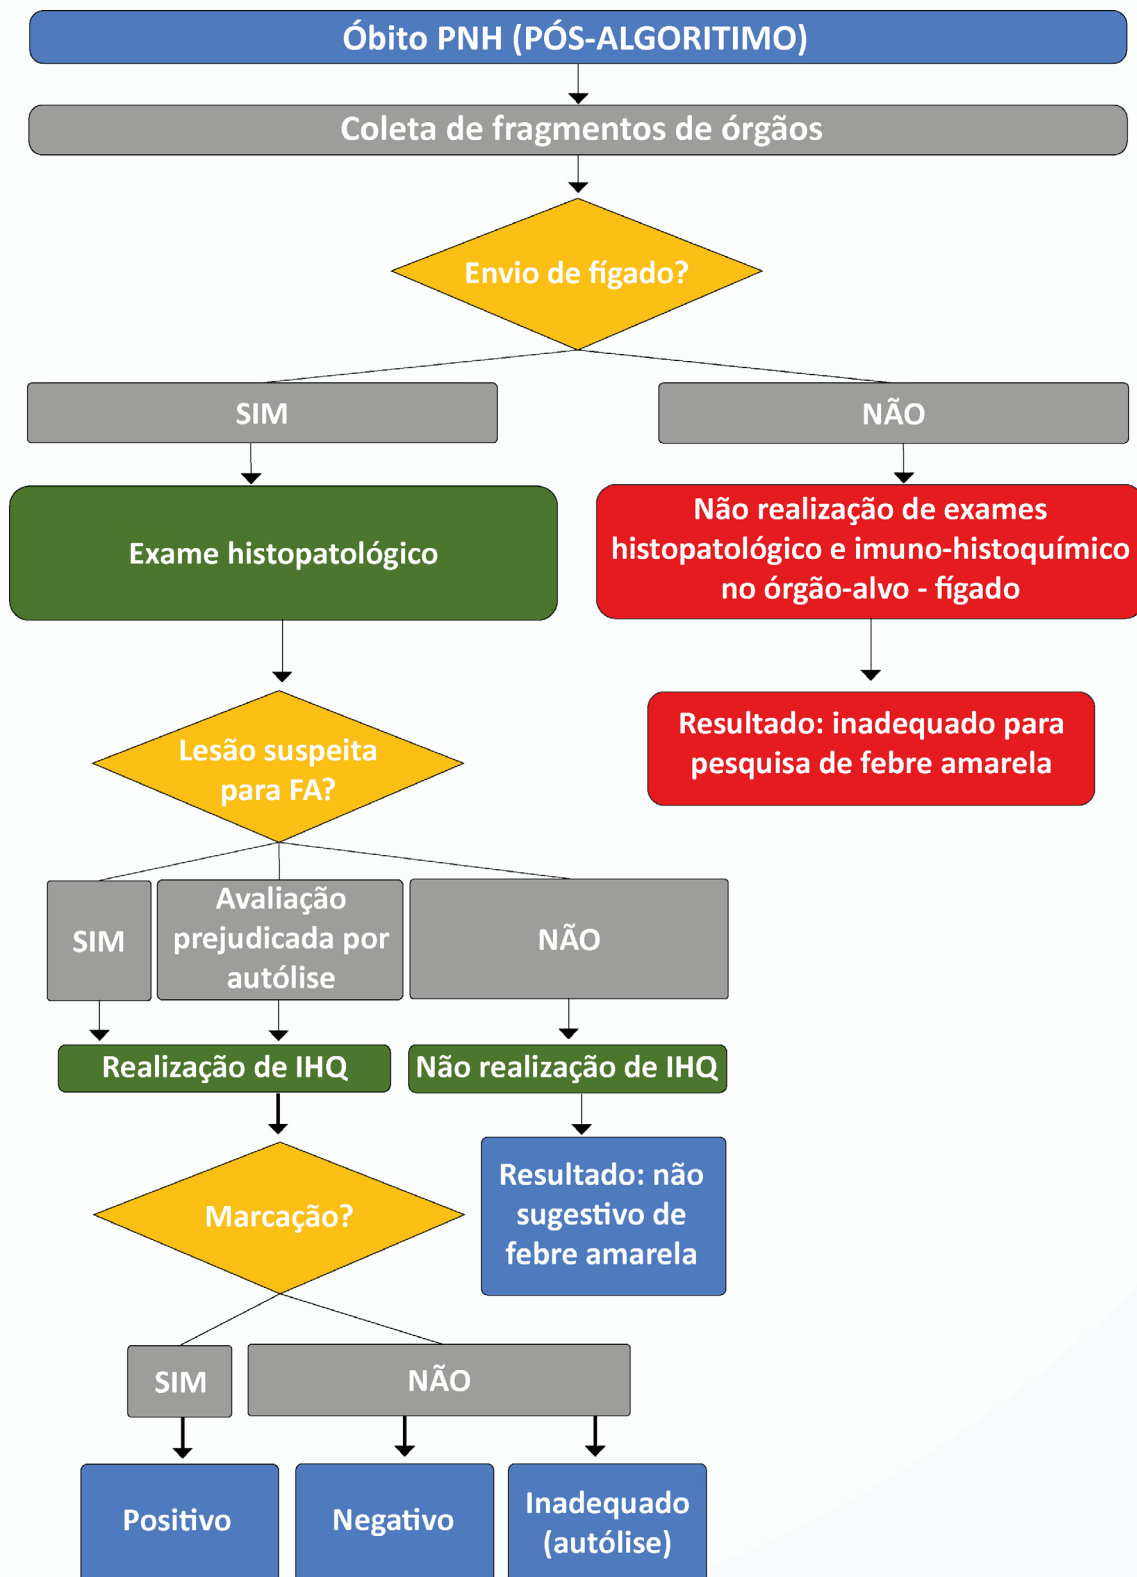 Óbito PNH (PÓS-ALGORITIMO)
Coleta de fragmentos de órgãos
Envio de fígado?
SIM
NÃO
Exame histopatológico
Não realização de exames
histopatológico e imuno-histoquímico
no órgão-alvo - fígado
Resultado: inadequado para
pesquisa de febre amarela
Lesão suspeita
para FA?
SIM
Avaliação
prejudicada por
autólise
NÃO
Realização de IHQ
Não realização de IHQ
Marcação?
Resultado: não
sugestivo de
febre amarela
SIM
NÃO
Positivo
Negativo
Inadequado
(autólise)